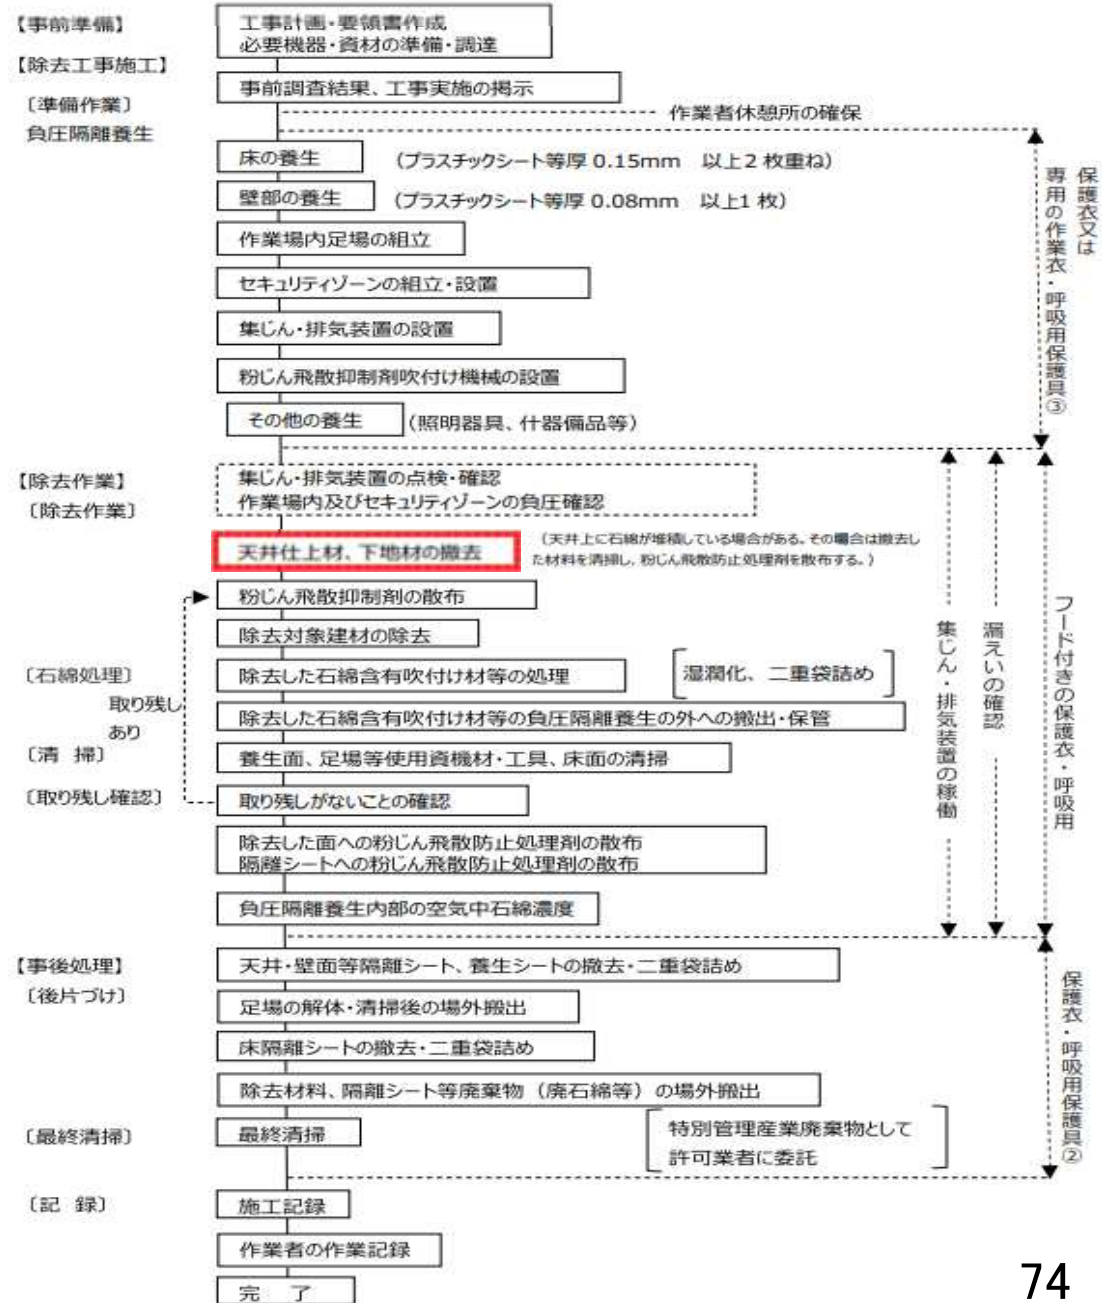 【事前準備】
工事計画・要領書作成
必要機器・資材の準備・調達
【除去工事施工】
事前調査結果、工事実施の掲示
〔準備作業〕
作業者休憩所の確保
負圧隔離養生
床の養生
（プラスチックシート等厚 0.15mm 以上2 枚重ね）
壁部の養生
（プラスチックシート等厚 0.08mm 以上1 枚）
作業場内足場の組立
セキュリティゾーンの組立・設置
集じん・排気装置の設置
粉じん飛散抑制剤吹付け機械の設置
その他の養生
（照明器具、什器備品等）
保護衣又は
専用の作業衣・呼吸用保護具③
【除去作業】
〔除去作業〕
集じん・排気装置の点検・確認
作業場内及びセキュリティゾーンの負圧確認
天井仕上材、下地材の撤去
（天井上に石綿が堆積している場合がある。その場合は撤去し
た材料を清掃し、粉じん飛散防止処理剤を散布する。）
粉じん飛散抑制剤の散布
除去対象建材の除去
〔石綿処理〕
除去した石綿含有吹付け材等の処理
湿潤化、二重袋詰め
取り残し
あり
除去した石綿含有吹付け材等の負圧隔離養生の外への搬出・保管
〔清 掃〕
養生面、足場等使用資機材・工具、床面の清掃
〔取り残し確認〕
取り残しがないことの確認
除去した面への粉じん飛散防止処理剤の散布
隔離シートへの粉じん飛散防止処理剤の散布
負圧隔離養生内部の空気中石綿濃度
集じん・排気装置の稼働
漏えいの確認
フード付きの保護衣・呼吸用
【事後処理】
〔後片づけ〕
天井・壁面等隔離シート、養生シートの撤去・二重袋詰め
足場の解体・清掃後の場外搬出
床隔離シートの撤去・二重袋詰め
除去材料、隔離シート等廃棄物（廃石綿等）の場外搬出
〔最終清掃〕
最終清掃
特別管理産業廃棄物として
許可業者に委託
保護衣・呼吸用保護具②
〔記 録〕
施工記録
作業者の作業記録
完 了
74